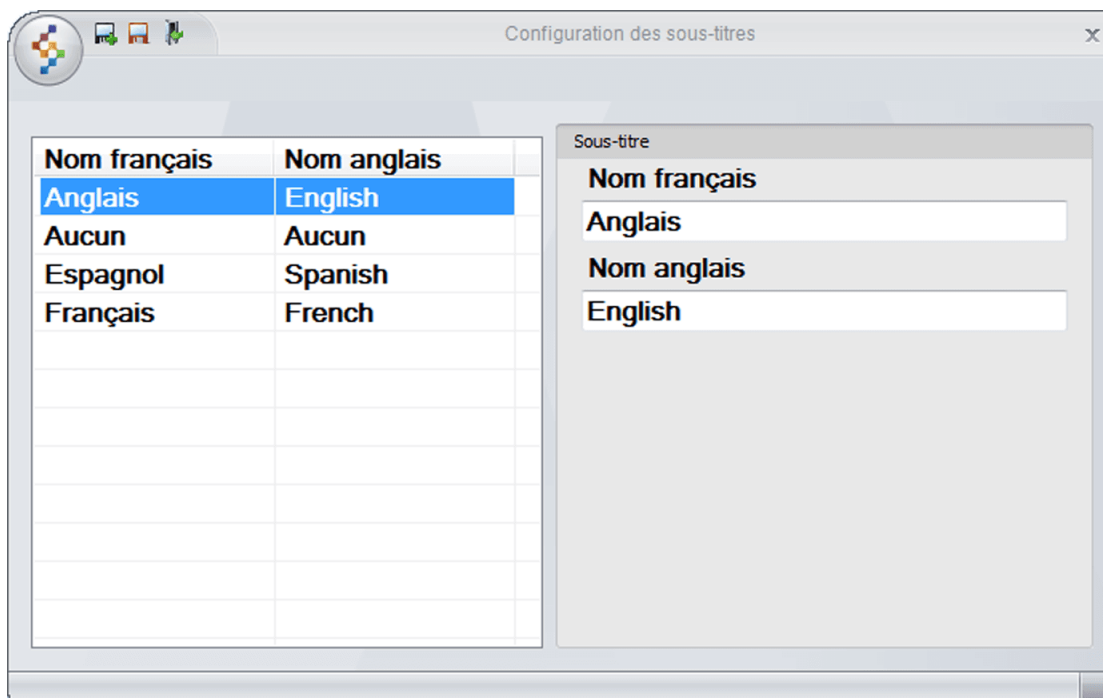 Configuration des sous-titres
Nom français Nom anglais
Anglais English
Aucun Aucun
Espagnol Spanish
Français French
Sous-titre
Nom français
Anglais
Nom anglais
English